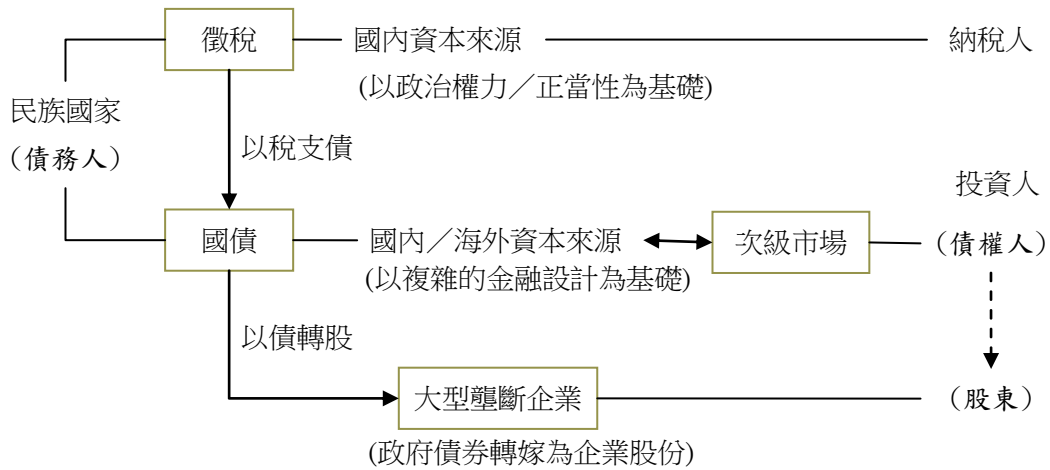 徵稅
國內資本來源
納稅人
(以政治權力／正當性為基礎)
民族國家
（債務人）
以稅支債
投資人
國債
國內／海外資本來源
次級市場
（債權人）
(以複雜的金融設計為基礎)
以債轉股
大型壟斷企業
（股東）
(政府債券轉嫁為企業股份)